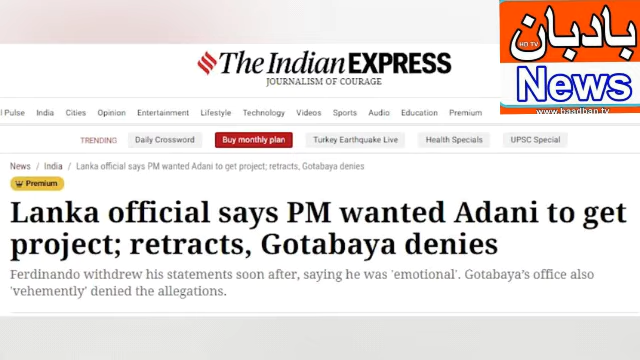 The Indian EXPRESS
JOURNALISM OF COURAGE
بادبان
HD TV
News
www.baadban.tv
l Pulse India Cities Opinion Entertainment Lifestyle Technology Videos Sports Audio Education Premium
TRENDING Daily Crossword Buy monthly plan Turkey Earthquake Live Health Specials UPSC Special
News / India / Lanka official says PM wanted Adani to get project; retracts, Gotabaya denies
Premium
Lanka official says PM wanted Adani to get
project; retracts, Gotabaya denies
Ferdinando withdrew his statements soon after, saying he was 'emotional'. Gotabaya's office also
'vehemently' denied the allegations.